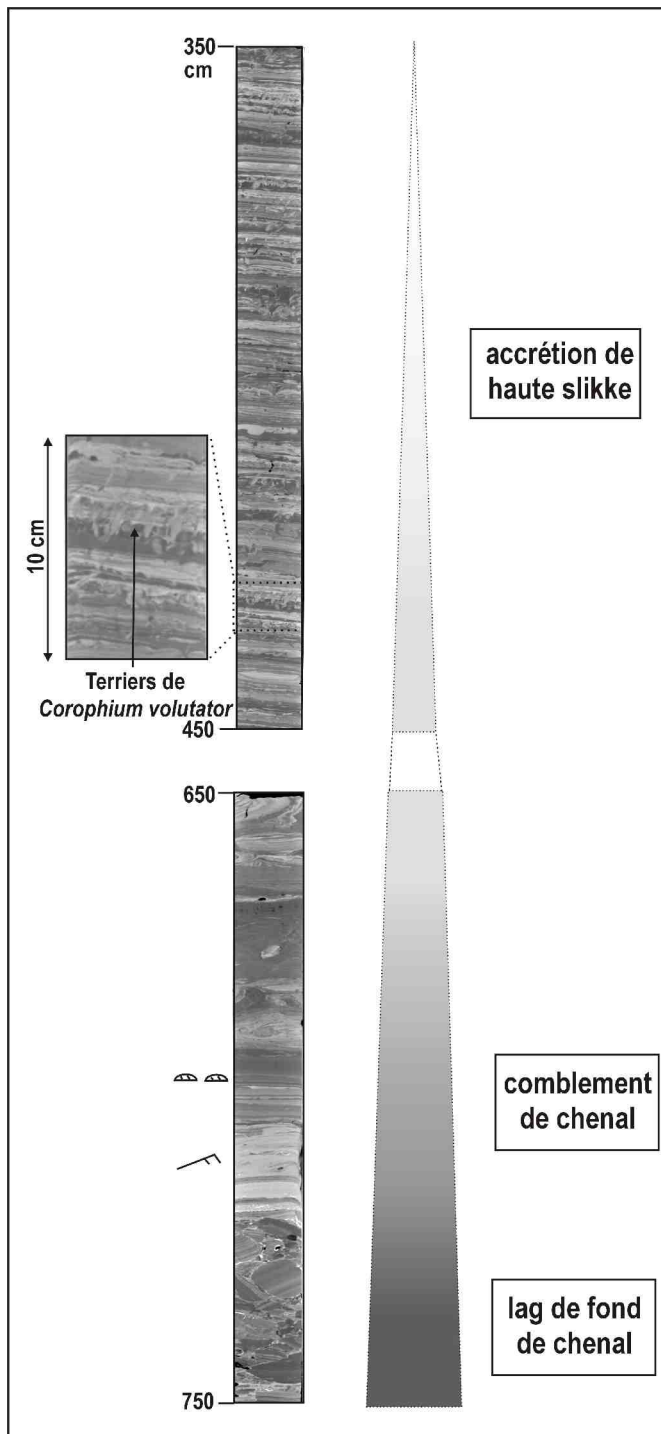 350
cm
accrétion de
haute slikke
10 cm
Terriers de
Corophium volutator
450
650
comblement
de chenal
lag de fond
de chenal
750